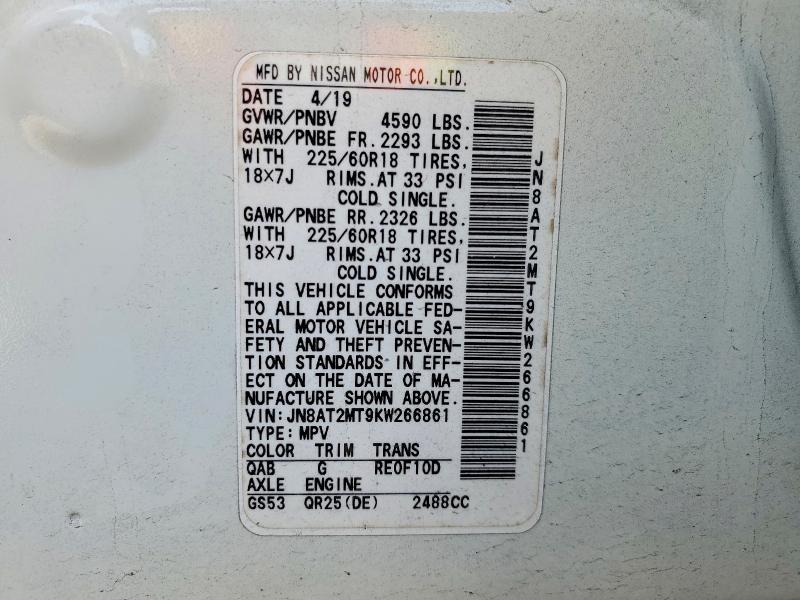 MFD BY NISSAN MOTOR CO.,LTD.
DATE 4/19
GVWR/PNBV 4590 LBS.
GAWR/PNBE FR. 2293 LBS.
WITH 225/60R18 TIRES,
18X7J RIMS.AT 33 PSI
COLD SINGLE.
GAWR/PNBE RR. 2326 LBS.
WITH 225/60R18 TIRES,
18X7J RIMS.AT 33 PSI
COLD SINGLE.
THIS VEHICLE CONFORMS
TO ALL APPLICABLE FED-
ERAL MOTOR VEHICLE SA-
FETY AND THEFT PREVEN-
TION STANDARDS IN EFF-
ECT ON THE DATE OF MA-
NUFACTURE SHOWN ABOVE.
VIN:JN8AT2MT9KW266861
TYPE:MPV
COLOR TRIM TRANS
QAB G RE0F10D
AXLE ENGINE
GS53 QR25(DE) 2488CC
JN8AT2MT9KW266861